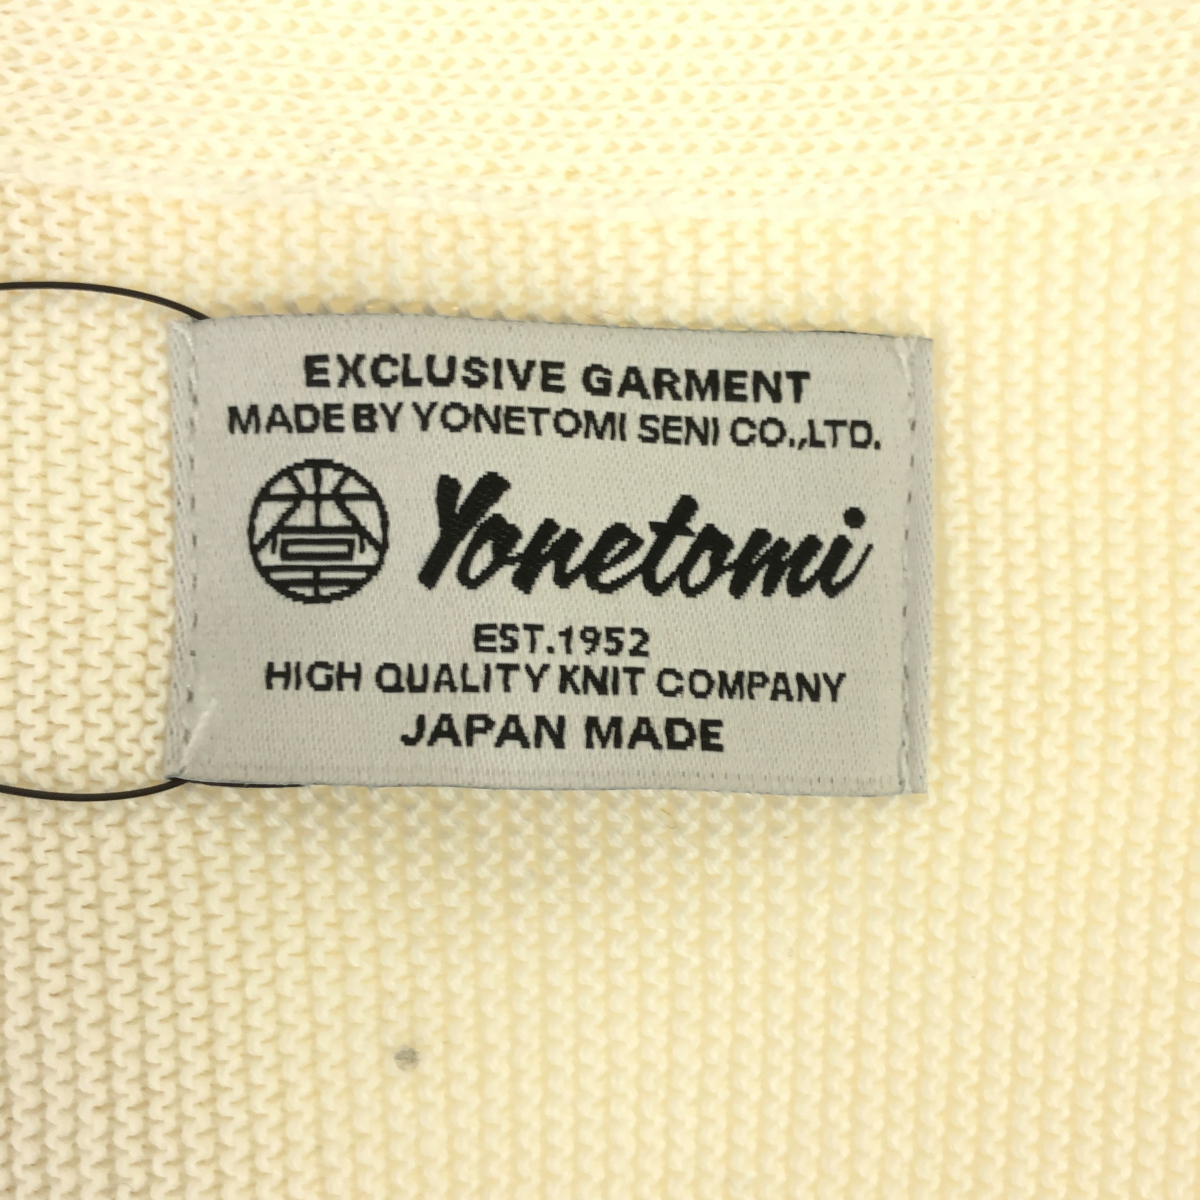 EXCLUSIVE GARMENT
MADE BY YONETOMI SENI CO.,LTD.
Yonetomi
EST.1952
HIGH QUALITY KNIT COMPANY
JAPAN MADE